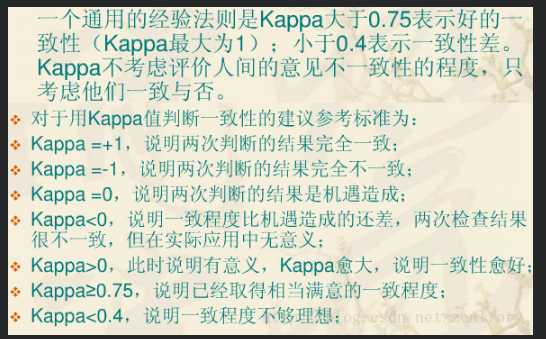 一个通用的经验法则是Kappa大于0.75表示好的一
致性（Kappa最大为1）；小于0.4表示一致性差。
Kappa不考虑评价人间的意见不一致性的程度，只
考虑他们一致与否。
对于用Kappa值判断一致性的建议参考标准为：
Kappa =+1，说明两次判断的结果完全一致；
Kappa =-1，说明两次判断的结果完全不一致；
Kappa =0，说明两次判断的结果是机遇造成；
Kappa<0，说明一致程度比机遇造成的还差，两次检查结果
很不一致，但在实际应用中无意义；
Kappa>0，此时说明有意义，Kappa愈大，说明一致性愈好；
Kappa≥0.75，说明已经取得相当满意的一致程度；
Kappa<0.4，说明一致程度不够理想；